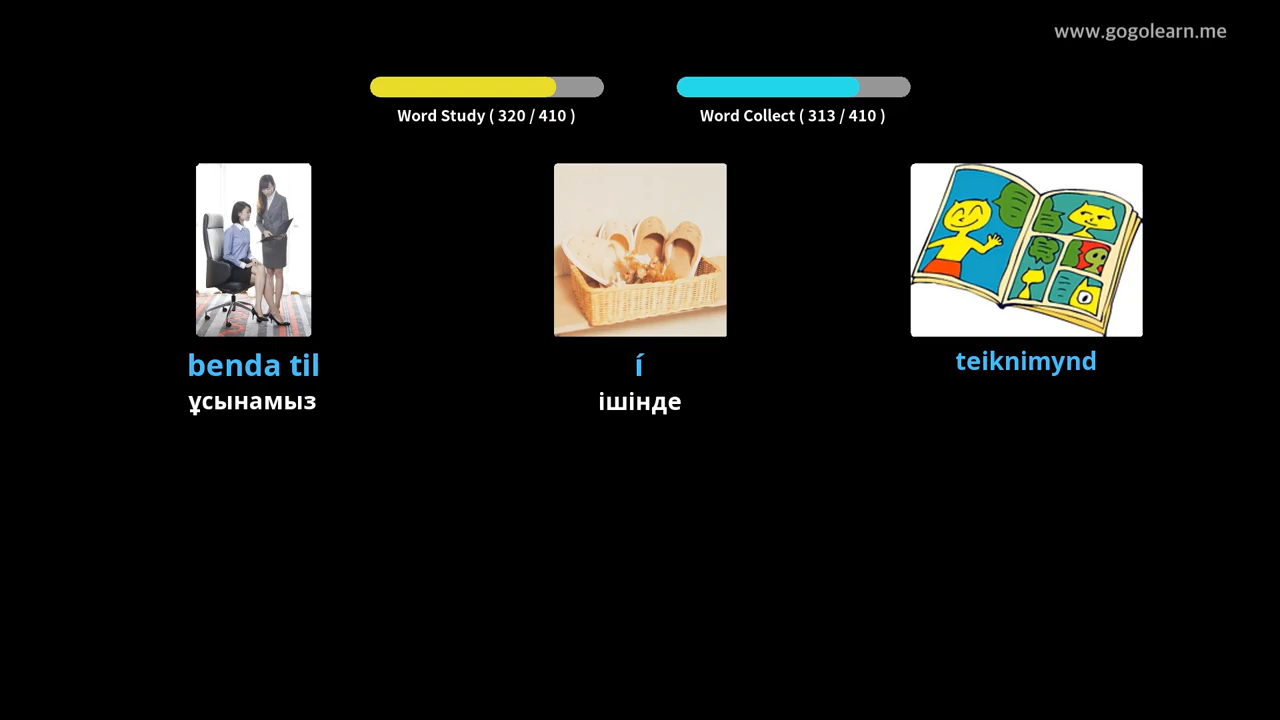 www.gogolearn.me
Word Study ( 320 / 410 )
Word Collect ( 313 / 410 )
benda til
ұсынамыз
í
ішінде
teiknimynd